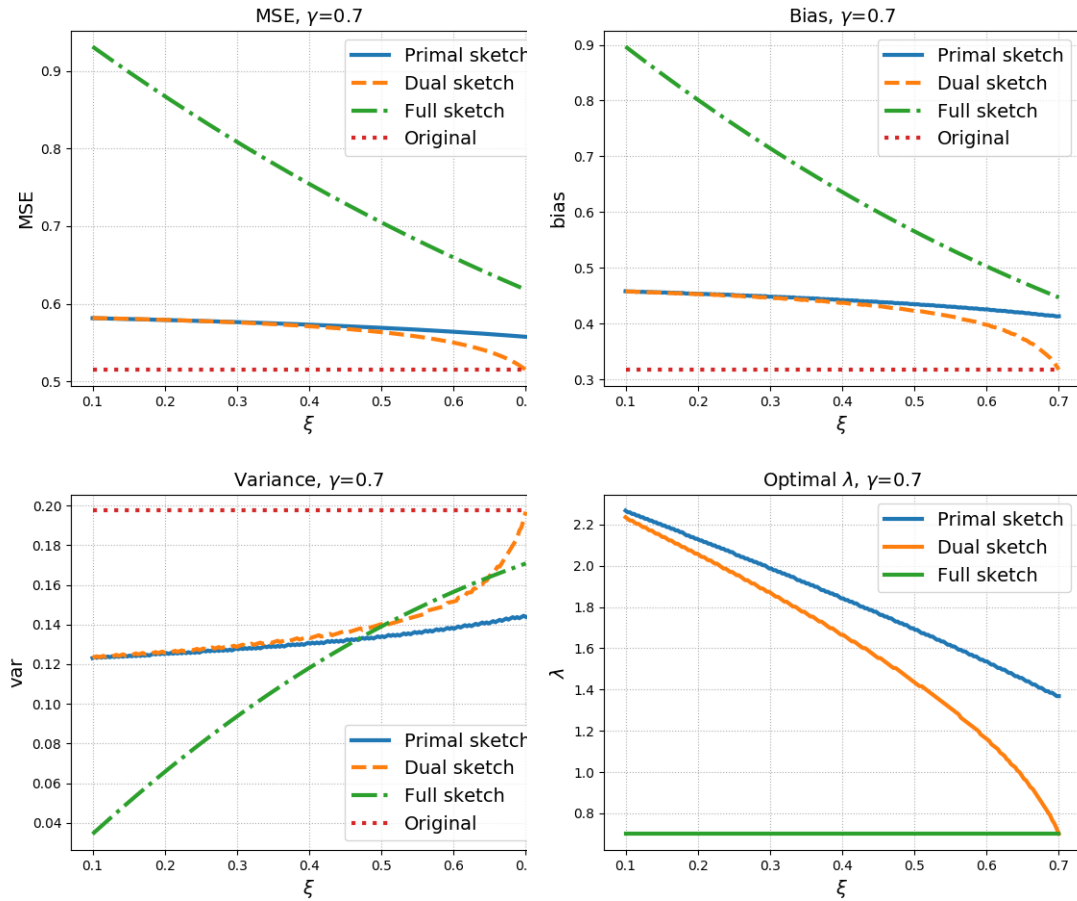 MSE, γ=0.7
MSE
0.9
0.8
0.7
0.6
0.5
0.1 0.2 0.3 0.4 0.5 0.6 0.
ξ
Primal sketch
Dual sketch
Full sketch
Original
Bias, γ=0.7
bias
0.9
0.8
0.7
0.6
0.5
0.4
0.3
0.1 0.2 0.3 0.4 0.5 0.6 0.7
ξ
Primal sketch
Dual sketch
Full sketch
Original
Variance, γ=0.7
var
0.20
0.18
0.16
0.14
0.12
0.10
0.08
0.06
0.04
0.1 0.2 0.3 0.4 0.5 0.6 0.
ξ
Primal sketch
Dual sketch
Full sketch
Original
Optimal λ, γ=0.7
λ
2.2
2.0
1.8
1.6
1.4
1.2
1.0
0.8
0.1 0.2 0.3 0.4 0.5 0.6 0.7
ξ
Primal sketch
Dual sketch
Full sketch